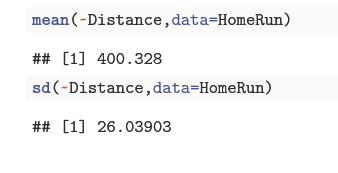 mean(~Distance,data=HomeRun)
## [1] 400.328
sd(~Distance,data=HomeRun)
## [1] 26.03903